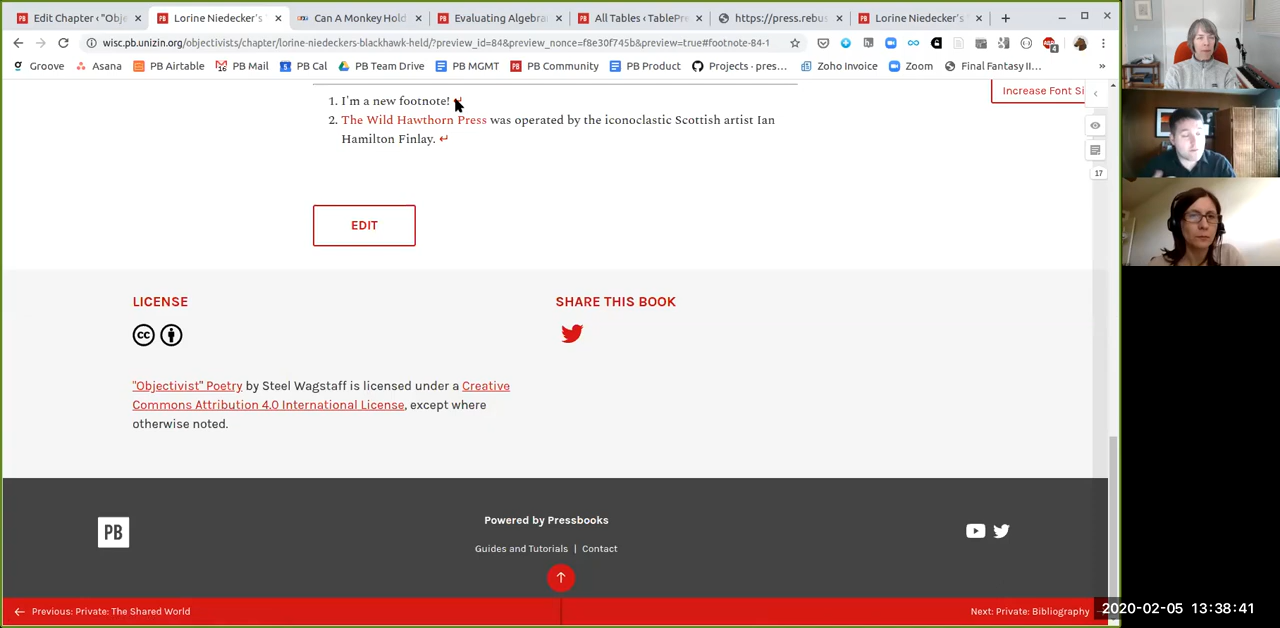 Edit Chapter ‹ "Obj
Lorine Niedecker's
Can A Monkey Hold
Evaluating Algebra
All Tables ‹ TablePre
https://press.rebus
Lorine Niedecker's
wisc.pb.unizin.org/objectivists/chapter/lorine-niedeckers-blackhawk-held/?preview_id=84&preview_nonce=f8e30f745b&preview=true#footnote-84-1
Groove
Asana
PB Airtable
PB Mail
PB Cal
PB Team Drive
PB MGMT
PB Community
PB Product
Projects · pres…
Zoho Invoice
Zoom
Final Fantasy II…
»
Increase Font Si
1. I'm a new footnote! ↵
2. The Wild Hawthorn Press was operated by the iconoclastic Scottish artist Ian
Hamilton Finlay. ↵
17
EDIT
LICENSE
SHARE THIS BOOK
"Objectivist" Poetry by Steel Wagstaff is licensed under a Creative
Commons Attribution 4.0 International License, except where
otherwise noted.
PB
Powered by Pressbooks
Guides and Tutorials | Contact
← Previous: Private: The Shared World
Next: Private: Bibliography
2020-02-05 13:38:41